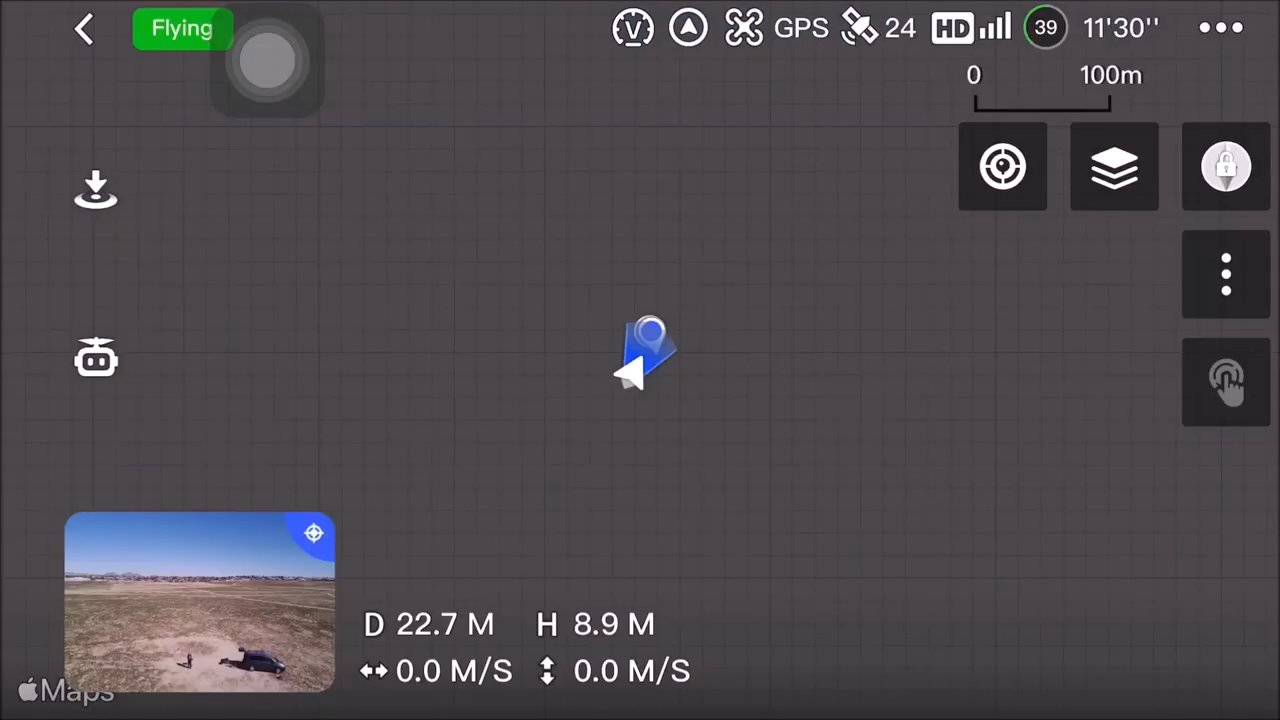 Flying
V
GPS 24 HD 39 11'30''
0 100m
D 22.7 M H 8.9 M
0.0 M/S 0.0 M/S
Maps